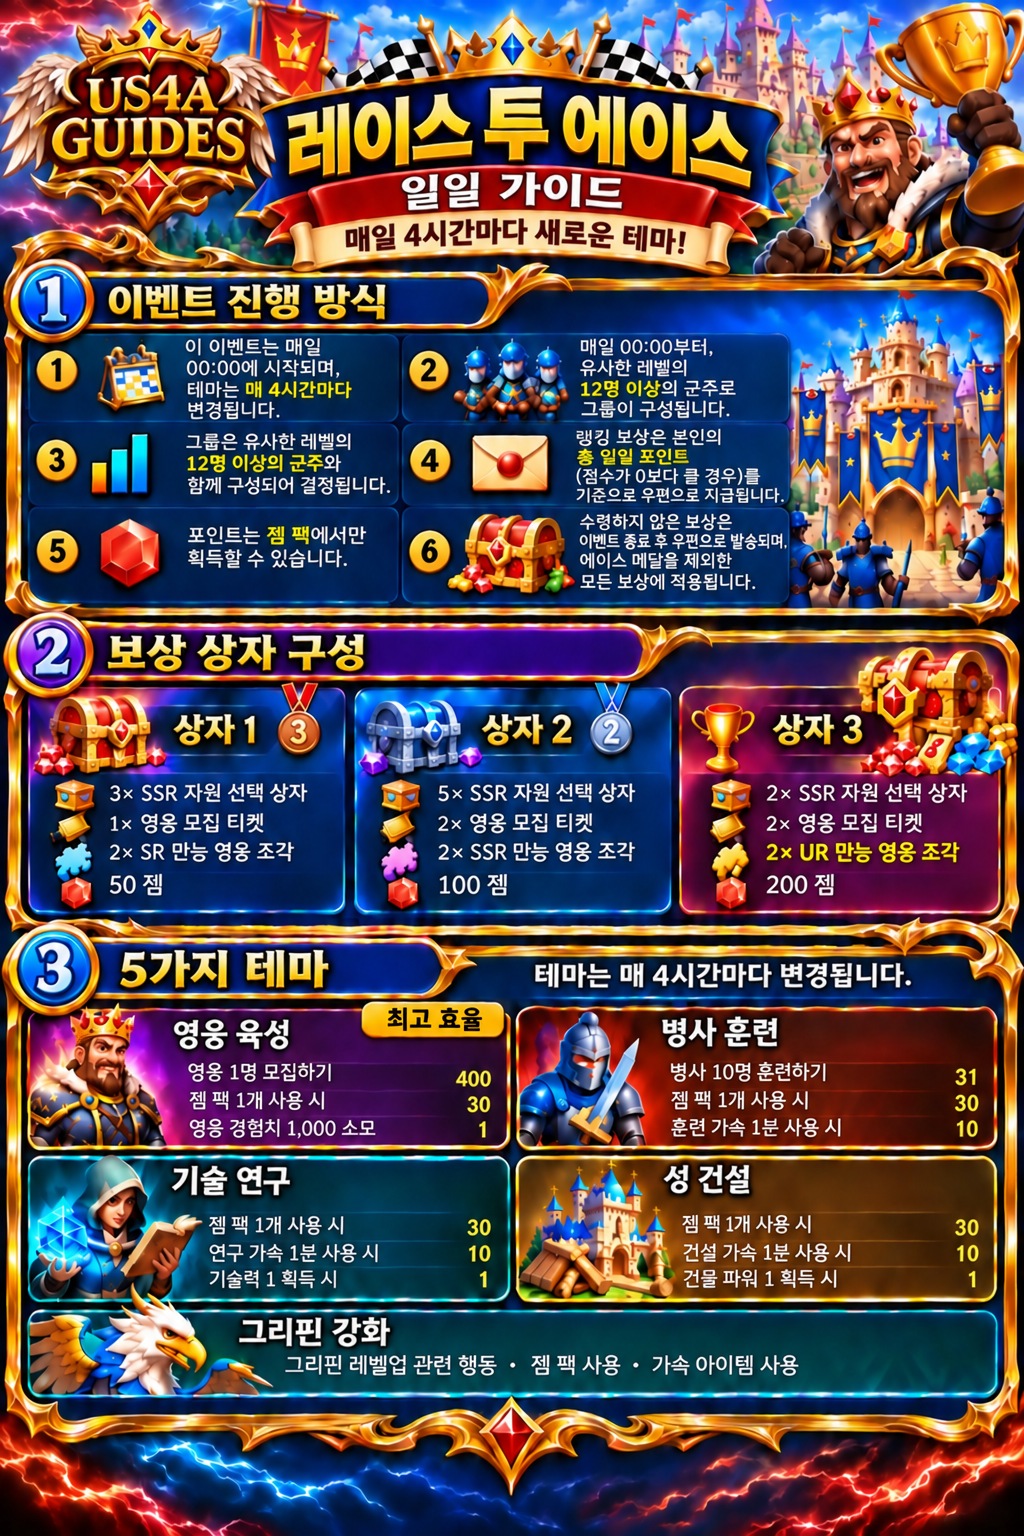 US4A
GUIDES
레이스 투 에이스
일일 가이드
매일 4시간마다 새로운 테마!
1 이벤트 진행 방식
1
이 이벤트는 매일
00:00에 시작되며,
테마는 매 4시간마다
변경됩니다.
2
매일 00:00부터,
유사한 레벨의
12명 이상의 군주로
그룹이 구성됩니다.
3
그룹은 유사한 레벨의
12명 이상의 군주와
함께 구성되어 결정됩니다.
4
랭킹 보상은 본인의
총 일일 포인트
(점수가 0보다 클 경우)를
기준으로 우편으로 지급됩니다.
5
포인트는 젬 팩에서만
획득할 수 있습니다.
6
수령하지 않은 보상은
이벤트 종료 후 우편으로 발송되며,
에이스 메달을 제외한
모든 보상에 적용됩니다.
2 보상 상자 구성
상자 1 3
3× SSR 자원 선택 상자
1× 영웅 모집 티켓
2× SR 만능 영웅 조각
50 젬
상자 2 2
5× SSR 자원 선택 상자
2× 영웅 모집 티켓
2× SSR 만능 영웅 조각
100 젬
상자 3
8
2× SSR 자원 선택 상자
2× 영웅 모집 티켓
2× UR 만능 영웅 조각
200 젬
3 5가지 테마
테마는 매 4시간마다 변경됩니다.
영웅 육성
최고 효율
영웅 1명 모집하기 400
젬 팩 1개 사용 시 30
영웅 경험치 1,000 소모 1
병사 훈련
병사 10명 훈련하기 31
젬 팩 1개 사용 시 30
훈련 가속 1분 사용 시 10
기술 연구
젬 팩 1개 사용 시 30
연구 가속 1분 사용 시 10
기술력 1 획득 시 1
성 건설
젬 팩 1개 사용 시 30
건설 가속 1분 사용 시 10
건물 파워 1 획득 시 1
그리핀 강화
그리핀 레벨업 관련 행동 • 젬 팩 사용 • 가속 아이템 사용